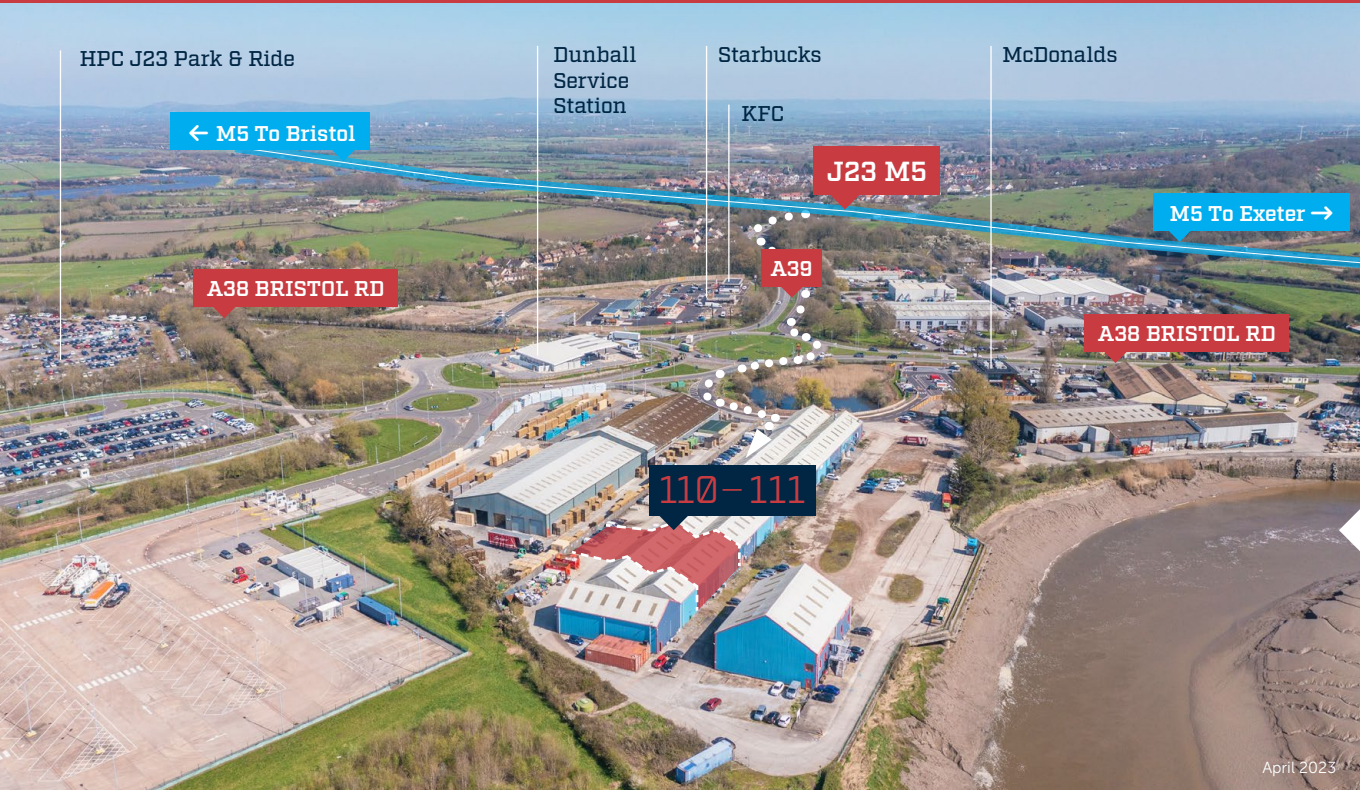 HPC J23 Park & Ride
Dunball
Service
Station
Starbucks
McDonalds
KFC
← M5 To Bristol
J23 M5
M5 To Exeter →
A39
A38 BRISTOL RD
A38 BRISTOL RD
110–111
April 2023